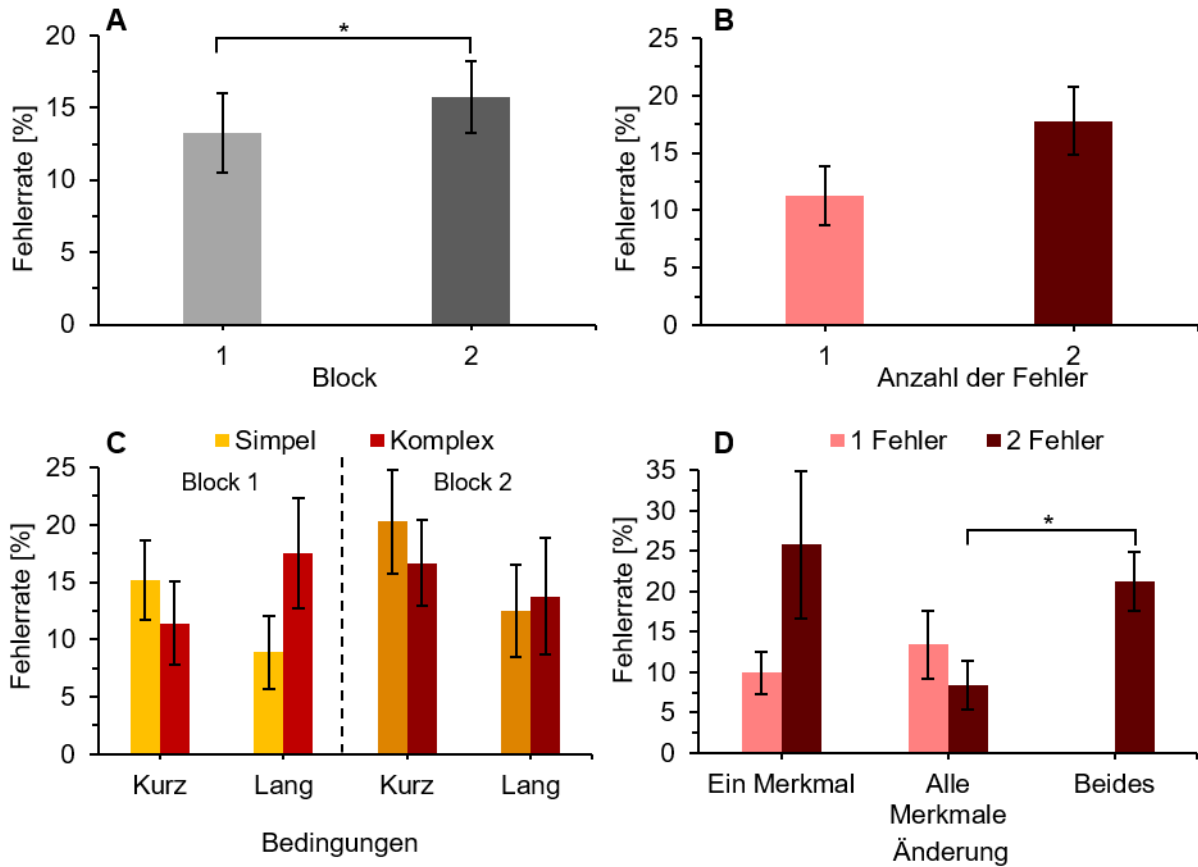 A
*
Fehlerrate [%]
20
15
10
5
0
1 2
Block
B
Fehlerrate [%]
25
20
15
10
5
0
1 2
Anzahl der Fehler
C
Simpel Komplex
Block 1 Block 2
Fehlerrate [%]
25
20
15
10
5
0
Kurz Lang Kurz Lang
Bedingungen
D
1 Fehler 2 Fehler
*
Fehlerrate [%]
35
30
25
20
15
10
5
0
Ein Merkmal Alle Beides
Merkmale
Änderung